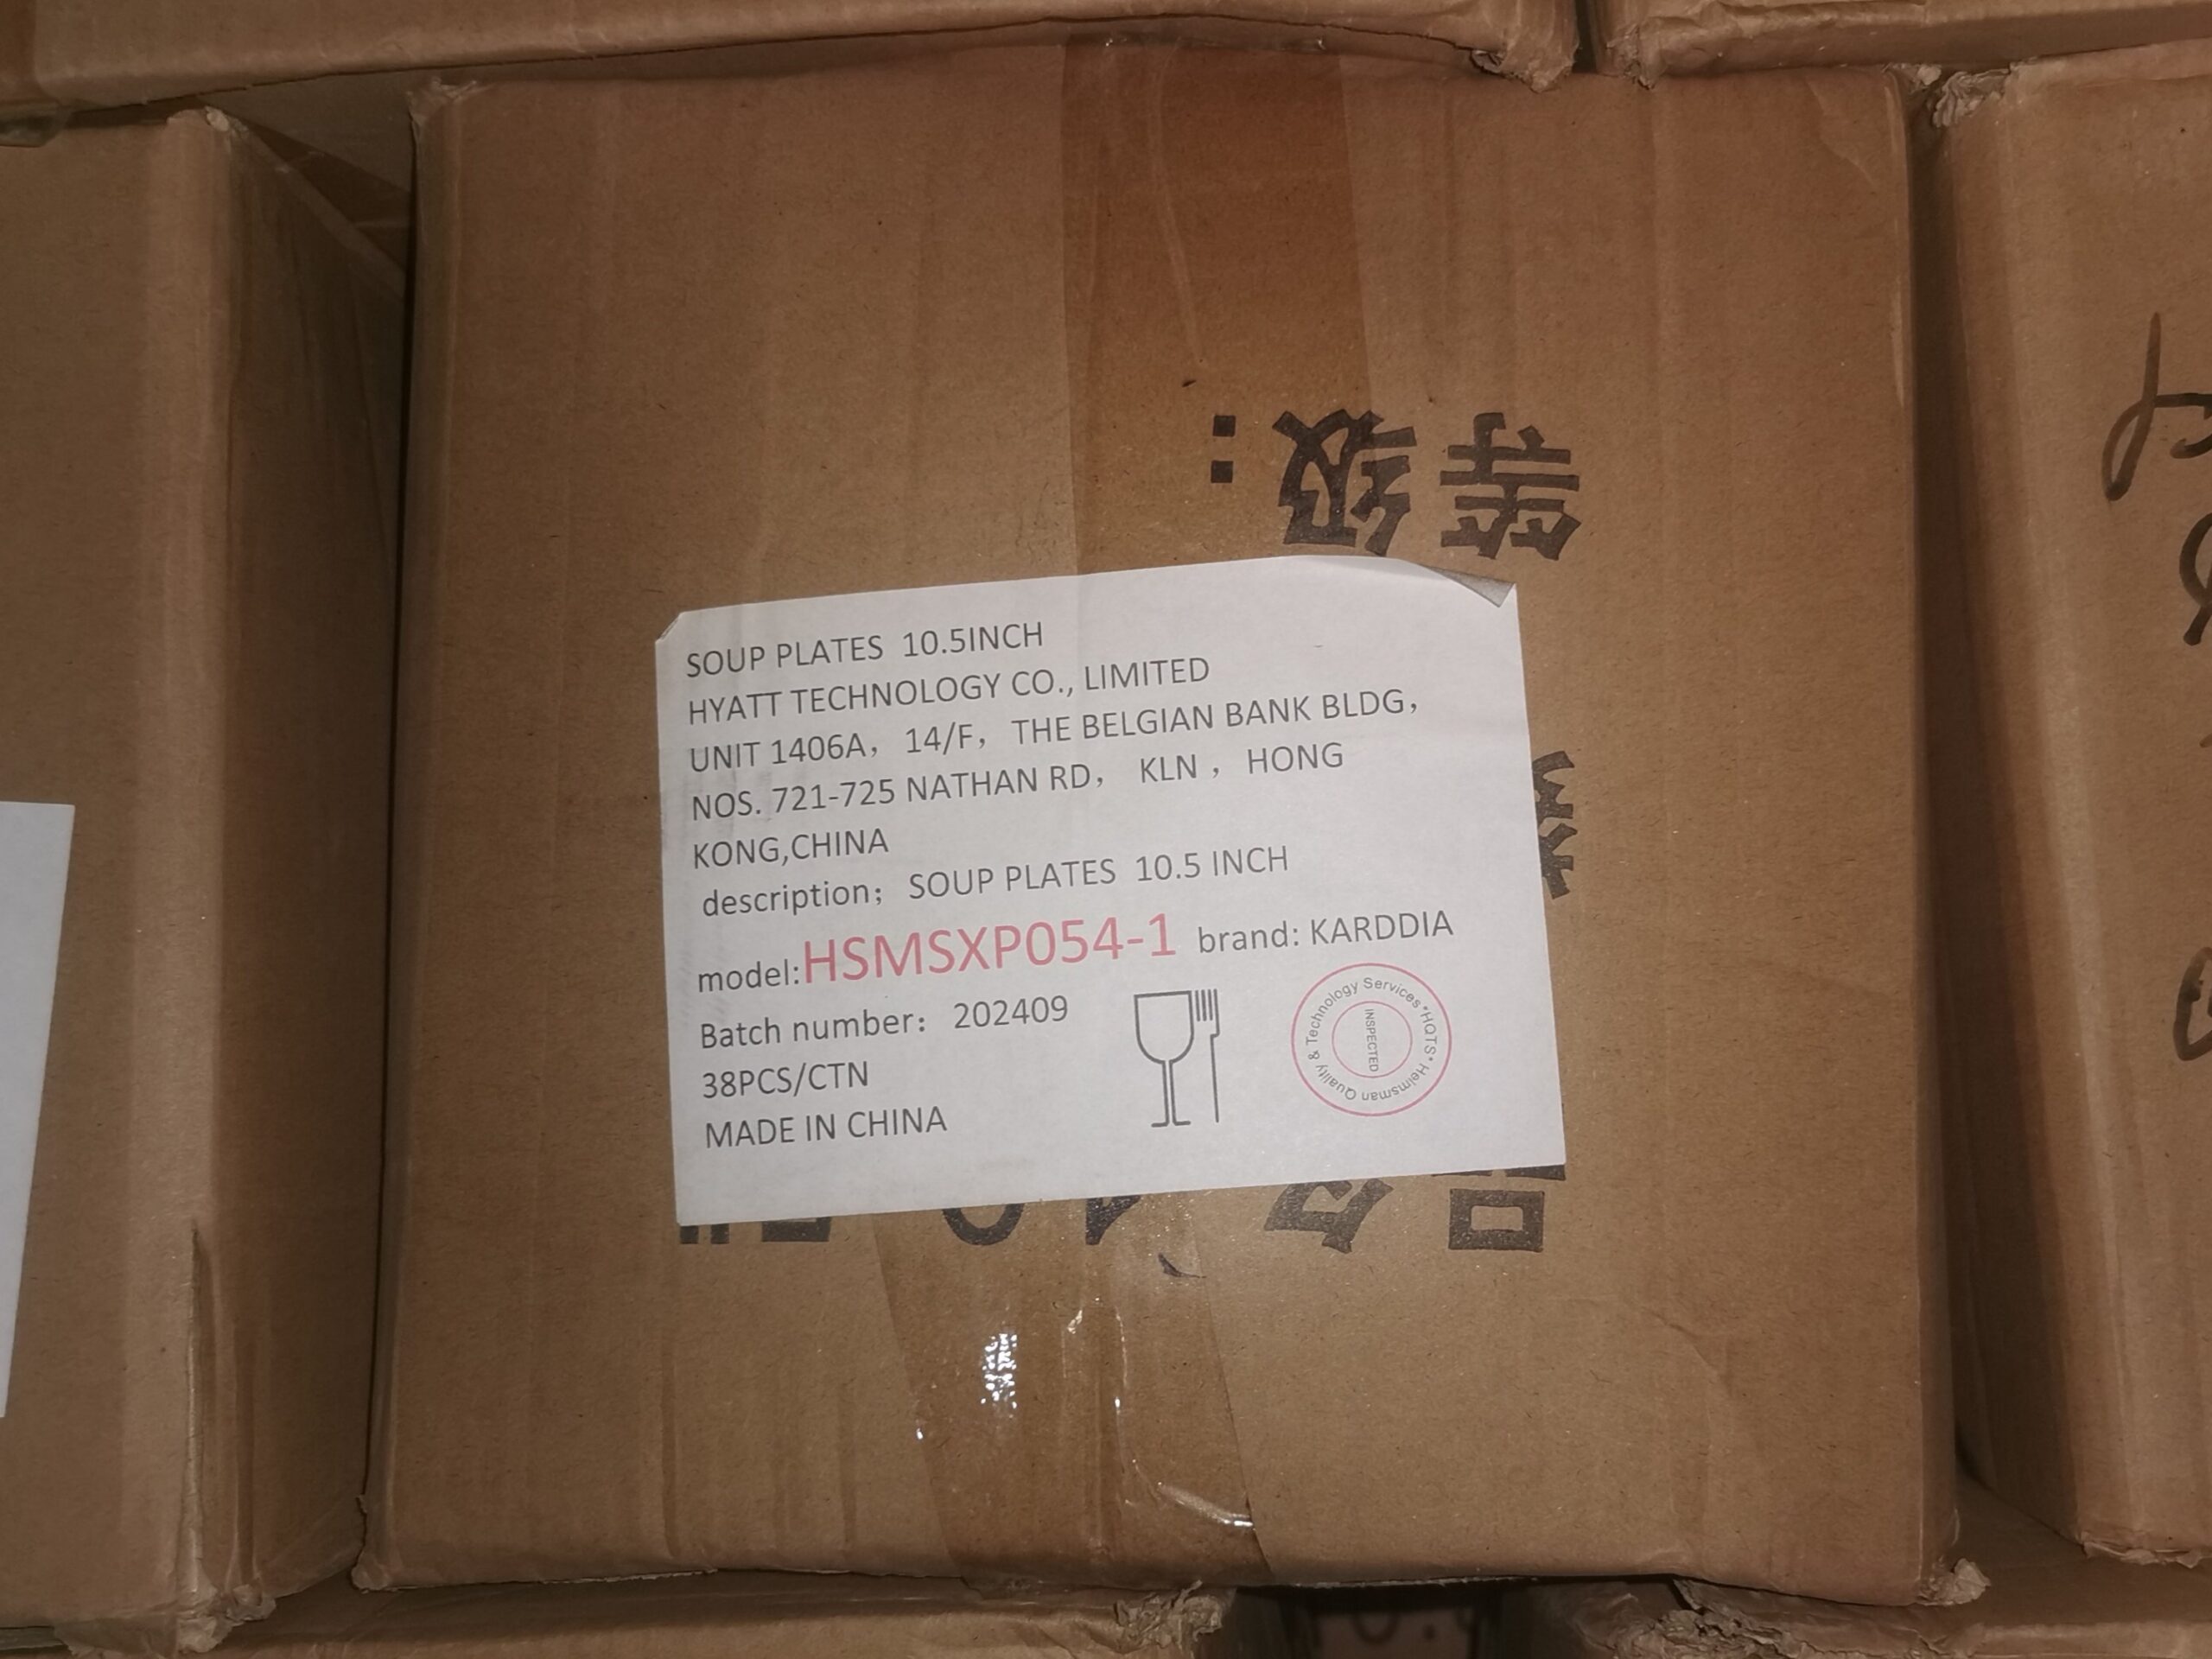 等级：
SOUP PLATES 10.5INCH
HYATT TECHNOLOGY CO., LIMITED
UNIT 1406A，14/F，THE BELGIAN BANK BLDG，
NOS. 721-725 NATHAN RD， KLN ，HONG
KONG,CHINA
description； SOUP PLATES 10.5 INCH
model:HSMSXP054-1 brand: KARDDIA
Batch number： 202409
38PCS/CTN
MADE IN CHINA
HQTS * Helmsman Quality & Technology Services *
INSPECTED